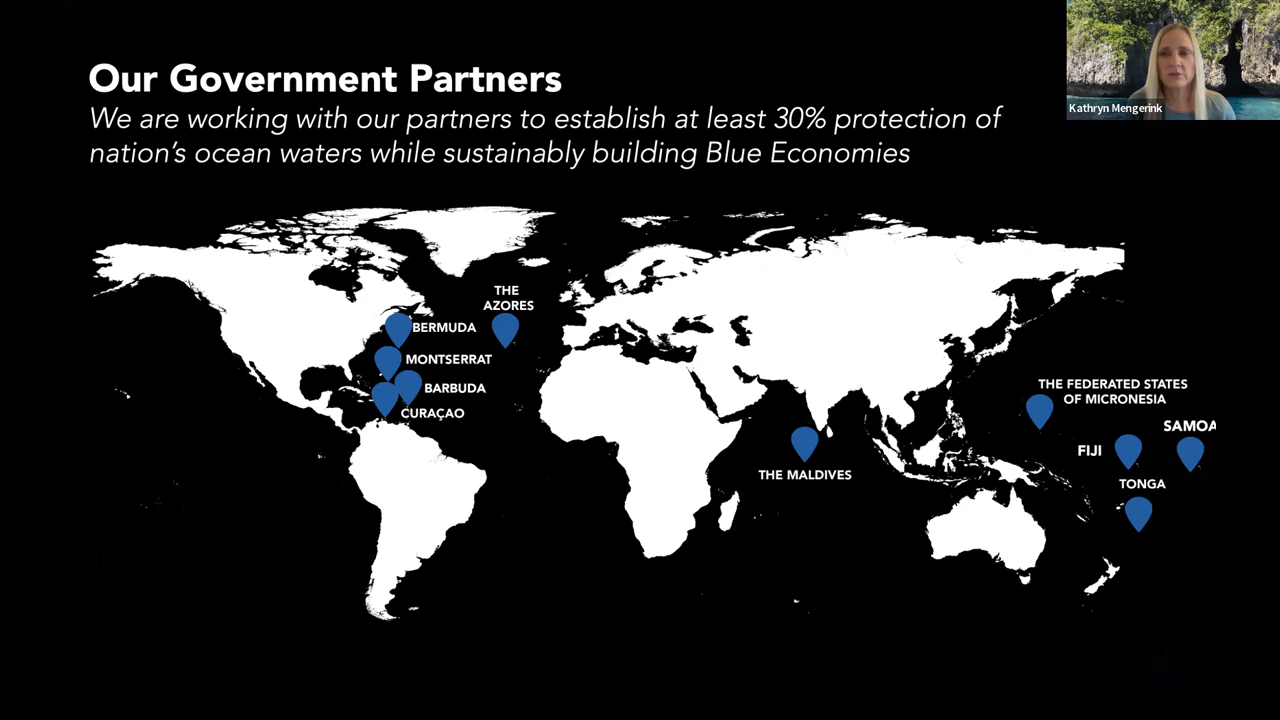 Our Government Partners
We are working with our partners to establish at least 30% protection of
nation's ocean waters while sustainably building Blue Economies
Kathryn Mengerink
THE
AZORES
BERMUDA
MONTSERRAT
BARBUDA
CURAÇAO
THE MALDIVES
THE FEDERATED STATES
OF MICRONESIA
SAMOA
FIJI
TONGA